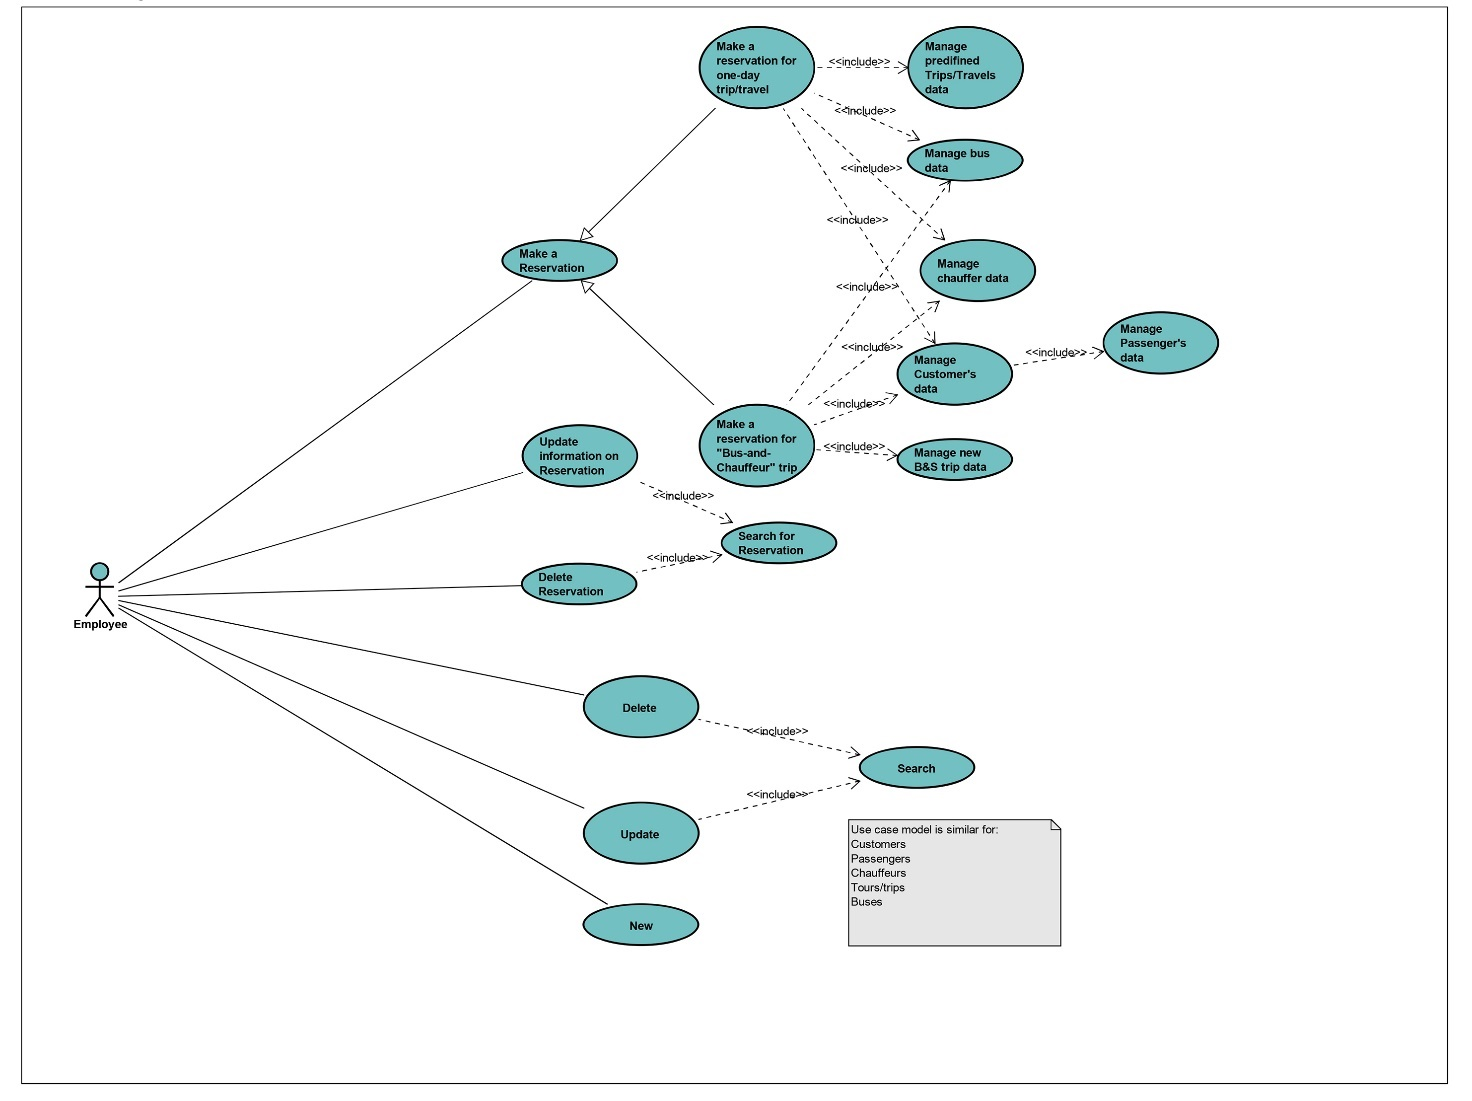 Make a
reservation for
one-day
trip/travel
<<include>>
Manage
predifined
Trips/Travels
data
<<include>>
Manage bus
data
<<include>>
<<include>>
Make a
Reservation
Manage
chauffer data
<<include>>
<<include>>
Manage
Customer's
data
<<include>>
Manage
Passenger's
data
<<include>>
Make a
reservation for
"Bus-and-
Chauffeur" trip
<<include>>
Manage new
B&S trip data
Update
information on
Reservation
<<include>>
Search for
Reservation
<<include>>
Delete
Reservation
Employee
Delete
<<include>>
Search
<<include>>
Update
New
Use case model is similar for:
Customers
Passengers
Chauffeurs
Tours/trips
Buses